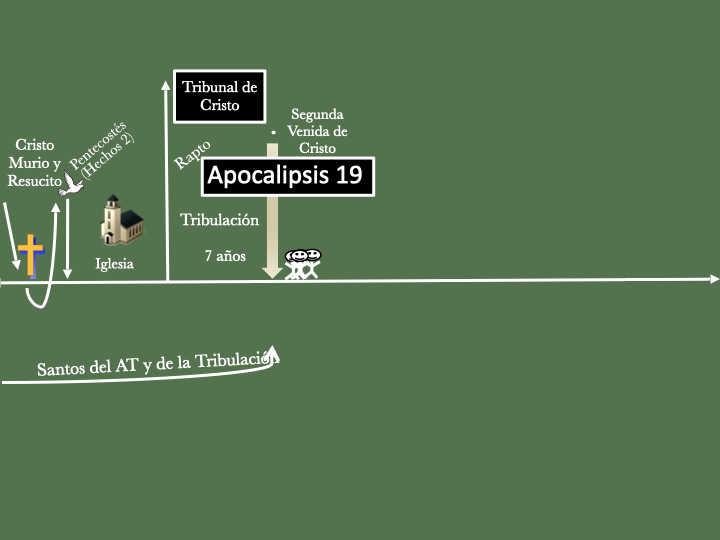 Tribunal de
Cristo
Segunda
Venida de
Cristo
Pentecostés
(Hechos 2)
Cristo
Murio y
Resucito
Rapto
Apocalipsis 19
Tribulación
7 años
Iglesia
Santos del AT y de la Tribulación